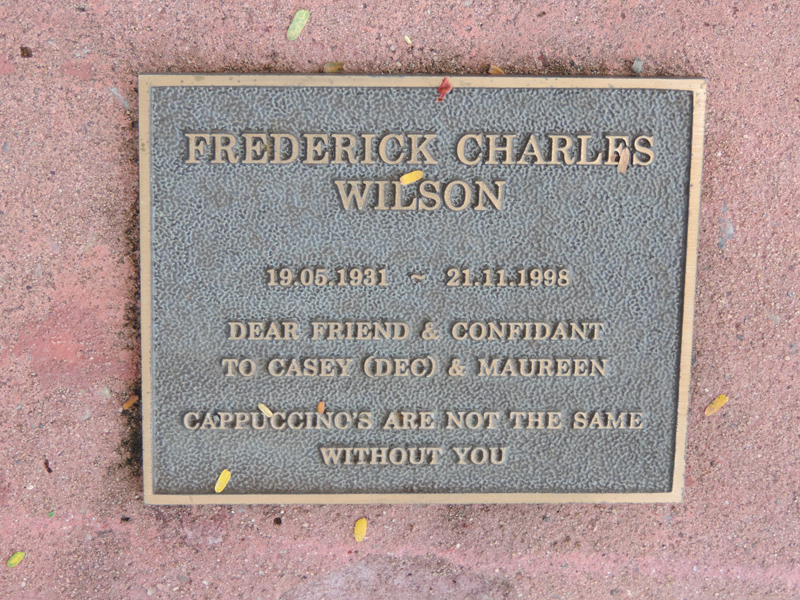 FREDERICK CHARLES
WILSON
19.05.1931 ~ 21.11.1998
DEAR FRIEND & CONFIDANT
TO CASEY (DEC) & MAUREEN
CAPPUCCINO'S ARE NOT THE SAME
WITHOUT YOU